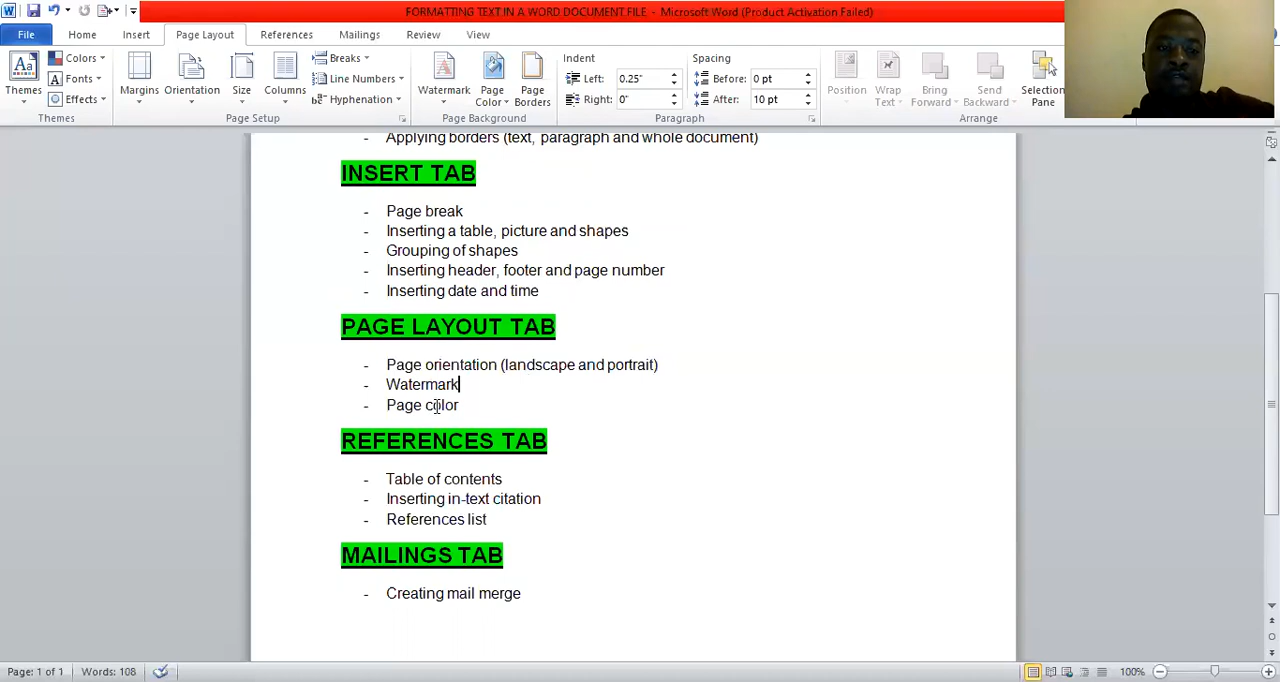 FORMATTING TEXT IN A WORD DOCUMENT.FILE - Microsoft Word (Product Activation Failed)
File Home Insert Page Layout References Mailings Review View
Themes Colors Fonts Effects Margins Orientation Size Columns Breaks Line Numbers Hyphenation Watermark Page Color Page Borders Indent Left: 0.25" Right: 0" Spacing Before: 0 pt After: 10 pt Position Wrap Text Bring Forward Send Backward Selection Pane
Themes Page Setup Page Background Paragraph Arrange
- Applying borders (text, paragraph and whole document)
INSERT TAB
- Page break
- Inserting a table, picture and shapes
- Grouping of shapes
- Inserting header, footer and page number
- Inserting date and time
PAGE LAYOUT TAB
- Page orientation (landscape and portrait)
- Watermark
- Page color
REFERENCES TAB
- Table of contents
- Inserting in-text citation
- References list
MAILINGS TAB
- Creating mail merge
Page: 1 of 1 Words: 108 100%